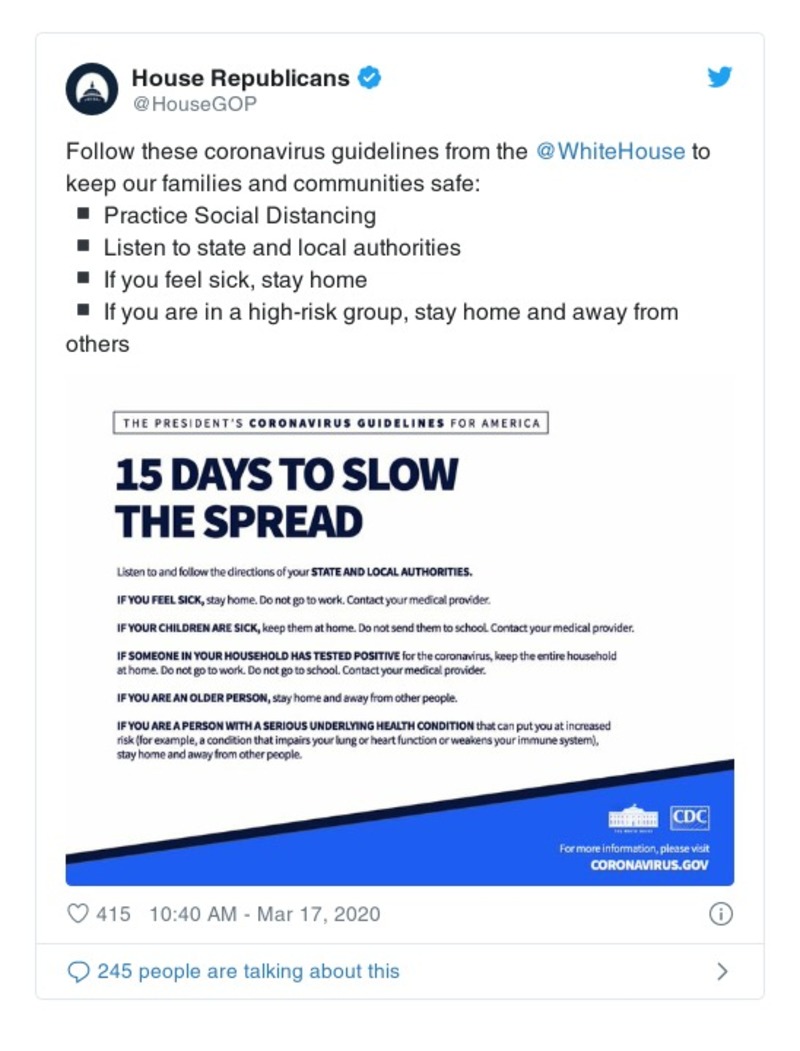 House Republicans
@HouseGOP
Follow these coronavirus guidelines from the @WhiteHouse to
keep our families and communities safe:
▪ Practice Social Distancing
▪ Listen to state and local authorities
▪ If you feel sick, stay home
▪ If you are in a high-risk group, stay home and away from
others
THE PRESIDENT'S CORONAVIRUS GUIDELINES FOR AMERICA
15 DAYS TO SLOW
THE SPREAD
Listen to and follow the directions of your STATE AND LOCAL AUTHORITIES.
IF YOU FEEL SICK, stay home. Do not go to work. Contact your medical provider.
IF YOUR CHILDREN ARE SICK, keep them at home. Do not send them to school. Contact your medical provider.
IF SOMEONE IN YOUR HOUSEHOLD HAS TESTED POSITIVE for the coronavirus, keep the entire household
at home. Do not go to work. Do not go to school. Contact your medical provider.
IF YOU ARE AN OLDER PERSON, stay home and away from other people.
IF YOU ARE A PERSON WITH A SERIOUS UNDERLYING HEALTH CONDITION that can put you at increased
risk (for example, a condition that impairs your lung or heart function or weakens your immune system),
stay home and away from other people.
CDC
For more information, please visit
CORONAVIRUS.GOV
415 10:40 AM - Mar 17, 2020
245 people are talking about this